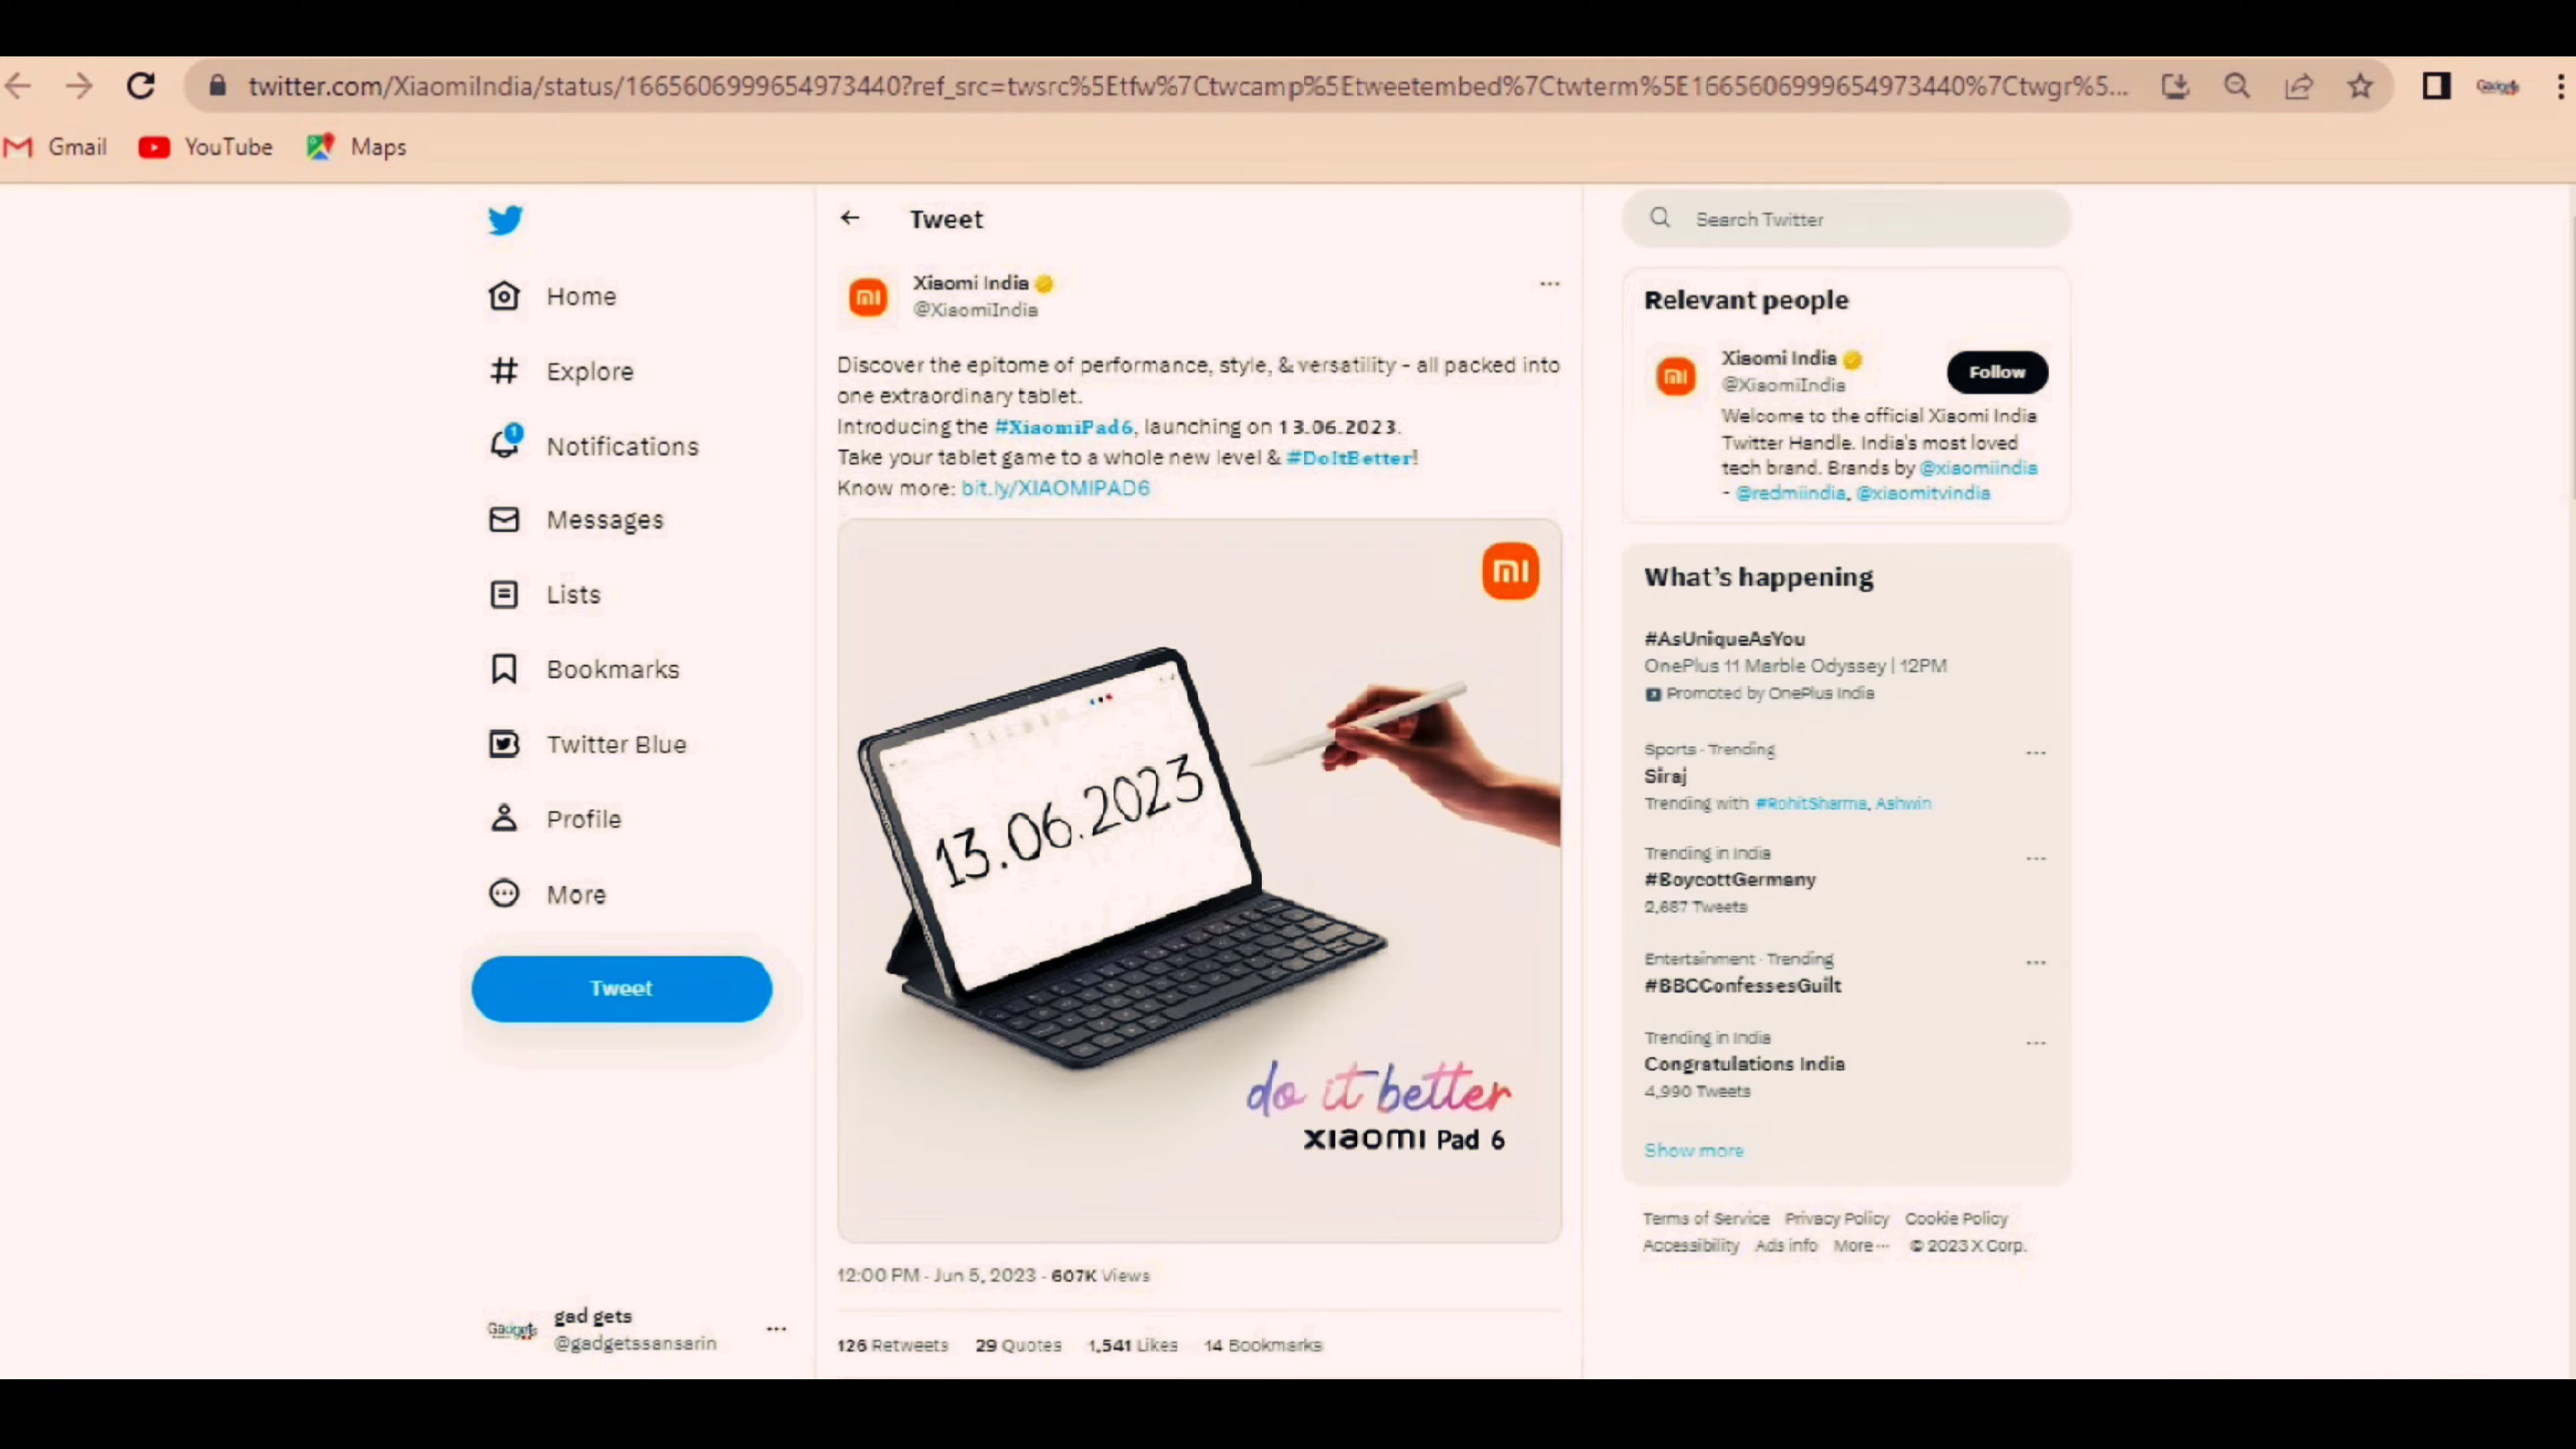 twitter.com/XiaomiIndia/status/1665606999654973440?ref_src=twsrc%5Etfw%7Ctwcamp%5Etweetembed%7Ctwterm%5E1665606999654973440%7Ctwgr%5...
Gmail YouTube Maps
Home
Explore
1
Notifications
Messages
Lists
Bookmarks
Twitter Blue
Profile
More
Tweet
gad gets
@gadgetssansarin
Tweet
Xiaomi India
@XiaomiIndia
Discover the epitome of performance, style, & versatility - all packed into
one extraordinary tablet.
Introducing the #XiaomiPad6, launching on 13.06.2023.
Take your tablet game to a whole new level & #DoItBetter!
Know more: bit.ly/XIAOMIPAD6
mi
13.06.2023
do it better
xiaomi Pad 6
12:00 PM · Jun 5, 2023 · 607K Views
126 Retweets 29 Quotes 1,541 Likes 14 Bookmarks
Search Twitter
Relevant people
Xiaomi India
@XiaomiIndia
Follow
Welcome to the official Xiaomi India
Twitter Handle. India's most loved
tech brand. Brands by @xiaomiindia
- @redmiindia, @xiaomitvindia
What's happening
#AsUniqueAsYou
OnePlus 11 Marble Odyssey | 12PM
Promoted by OnePlus India
Sports · Trending
Siraj
Trending with #RohitSharma, Ashwin
Trending in India
#BoycottGermany
2,687 Tweets
Entertainment · Trending
#BBCConfessesGuilt
Trending in India
Congratulations India
4,990 Tweets
Show more
Terms of Service Privacy Policy Cookie Policy
Accessibility Ads info More ··· © 2023 X Corp.